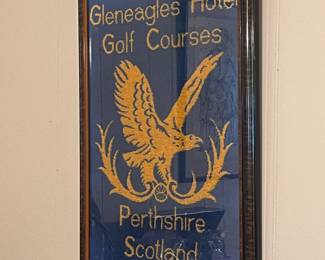 Gleneagles Hotel
Golf Courses
Perthshire
Scotland